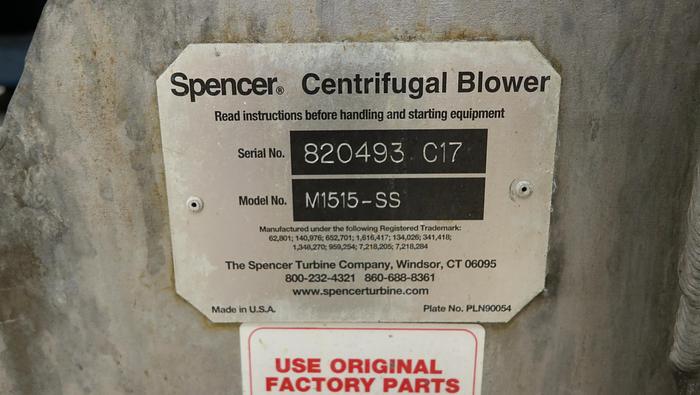 Spencer® Centrifugal Blower
Read instructions before handling and starting equipment
Serial No. 820493 C17
Model No. M1515-SS
Manufactured under the following Registered Trademark:
62,801; 140,976; 652,701; 1,616,417; 134,026; 341,418;
1,348,270; 959,254; 7,218,205; 7,218,284
The Spencer Turbine Company, Windsor, CT 06095
800-232-4321 860-688-8361
www.spencerturbine.com
Made in U.S.A. Plate No. PLN90054
USE ORIGINAL
FACTORY PARTS